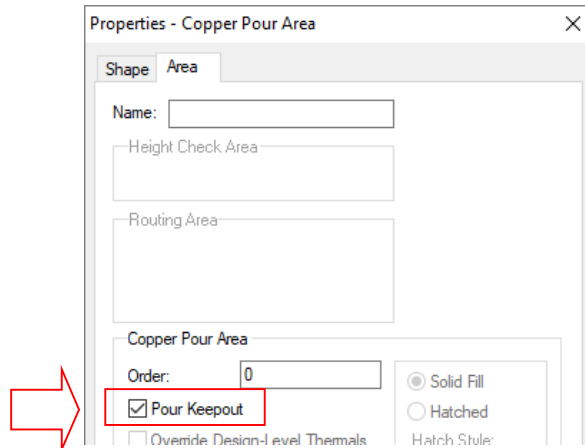 Properties - Copper Pour Area
Shape Area
Name:
Height Check Area
Routing Area
Copper Pour Area
Order: 0
Solid Fill
Pour Keepout
Hatched
Override Design-Level Thermals
Hatch Style: